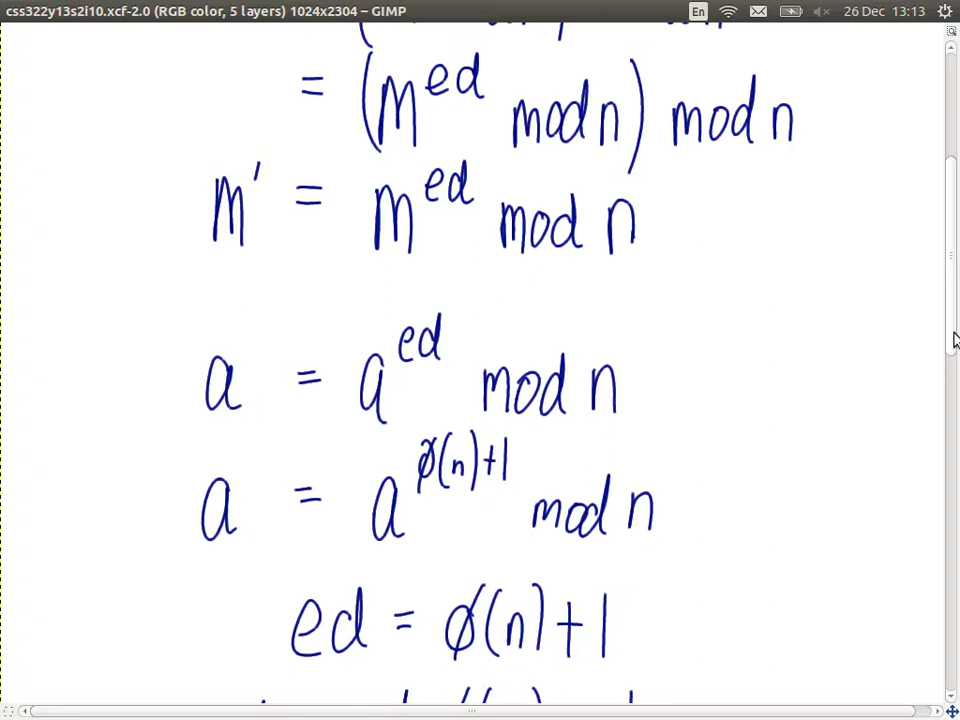 css322y13s2i10.xcf-2.0 (RGB color, 5 layers) 1024x2304 – GIMP
En
26 Dec 13:13
= (M^ed mod n) mod n
M' = M^ed mod n
a = a^ed mod n
a = a^ϕ(n)+1 mod n
ed = ϕ(n)+1